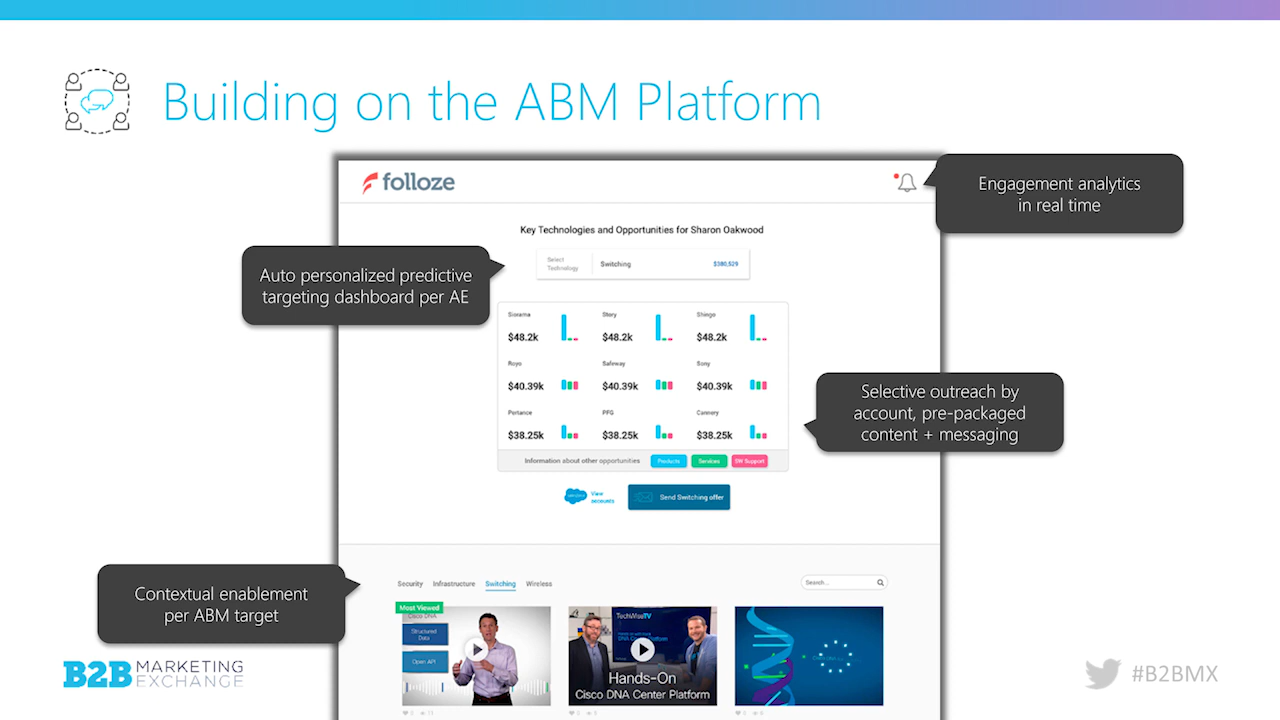 Building on the ABM Platform
folloze
Engagement analytics
in real time
Key Technologies and Opportunities for Sharon Oakwood
Auto personalized predictive
targeting dashboard per AE
Select
Technology
Switching
$380,529
Siorama
Story
Shiego
$48.2k
$48.2k
$48.2k
Royo
Safeway
Sony
$40.39k
$40.39k
$40.39k
Portance
PFG
Cannery
$38.25k
$38.25k
$38.25k
Selective outreach by
account, pre-packaged
content + messaging
Information about other opportunities
Products
Services
SW Support
View
accounts
Send Switching offer
Contextual enablement
per ABM target
Security
Infrastructure
Switching
Wireless
Search...
Most Viewed
Cisco DNA
Structured
Data
Open API
TechWiseTV
Hands-On
Cisco DNA Center Platform
B2B MARKETING
EXCHANGE
#B2BMX